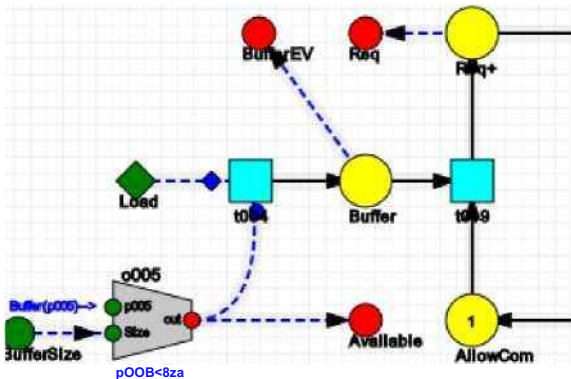 BufferEV
Req
Req+
Load
Buffer
o005
Buffer(p005)->
p005
Size
out
BufferSize
Available
1
AllowCom
pOOB<8za